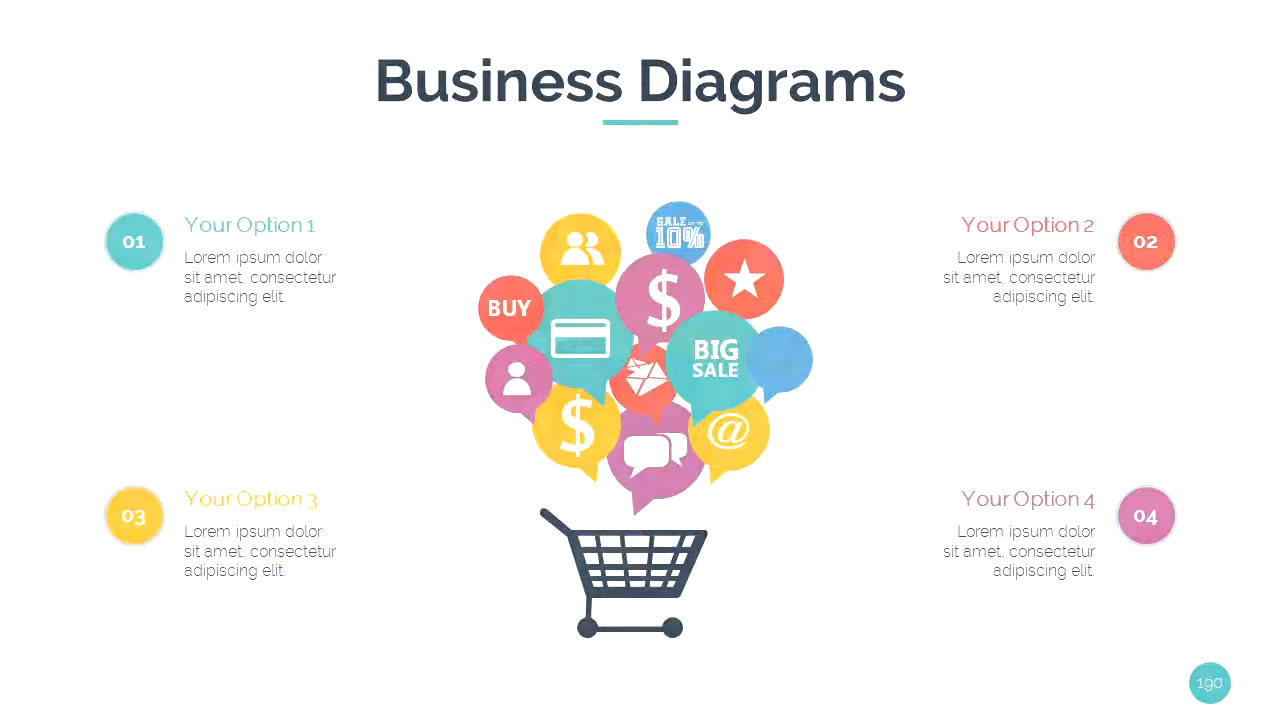 Business Diagrams
01
Your Option 1
Lorem ipsum dolor
sit amet, consectetur
adipiscing elit.
Your Option 2
02
Lorem ipsum dolor
sit amet, consectetur
adipiscing elit.
SALE UP TO
10%
BUY
$
BIG
SALE
$
@
03
Your Option 3
Lorem ipsum dolor
sit amet, consectetur
adipiscing elit.
Your Option 4
04
Lorem ipsum dolor
sit amet, consectetur
adipiscing elit.
190